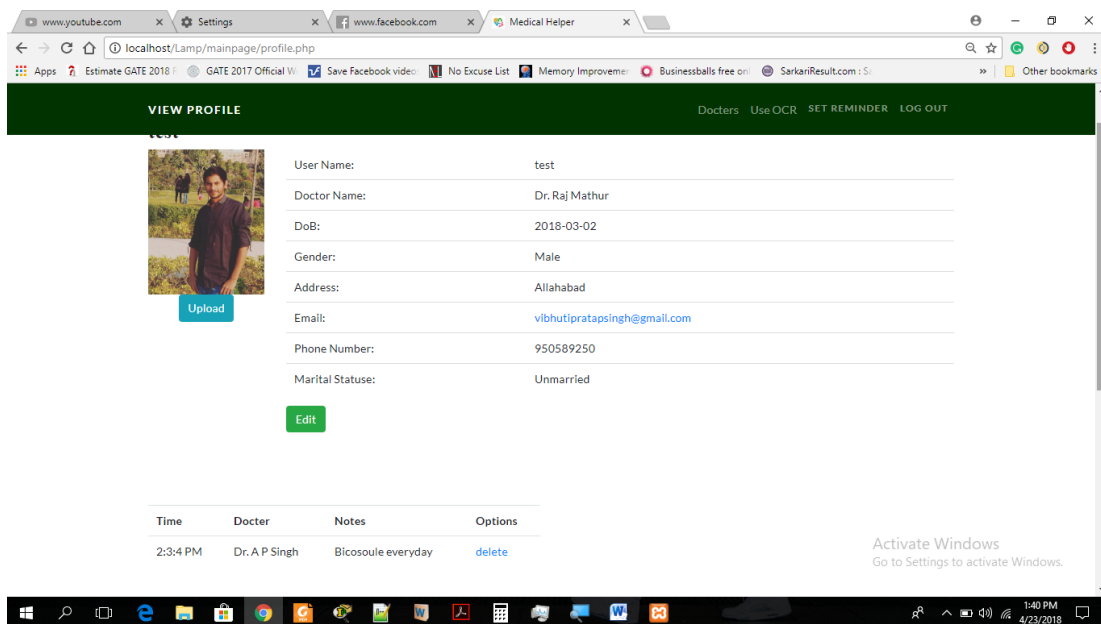 www.youtube.com Settings www.facebook.com Medical Helper
localhost/Lamp/mainpage/profile.php
Apps Estimate GATE 2018 GATE 2017 Official W Save Facebook video No Excuse List Memory Improvemen Businessballs free onl SarkariResult.com : Sa » Other bookmarks
VIEW PROFILE Docters Use OCR SET REMINDER LOG OUT
test
User Name: test
Doctor Name: Dr. Raj Mathur
DoB: 2018-03-02
Gender: Male
Address: Allahabad
Upload
Email: vibhutipratapsingh@gmail.com
Phone Number: 950589250
Marital Statuse: Unmarried
Edit
Time Docter Notes Options
2:3:4 PM Dr. A P Singh Bicosoule everyday delete
Activate Windows
Go to Settings to activate Windows.
1:40 PM
4/23/2018